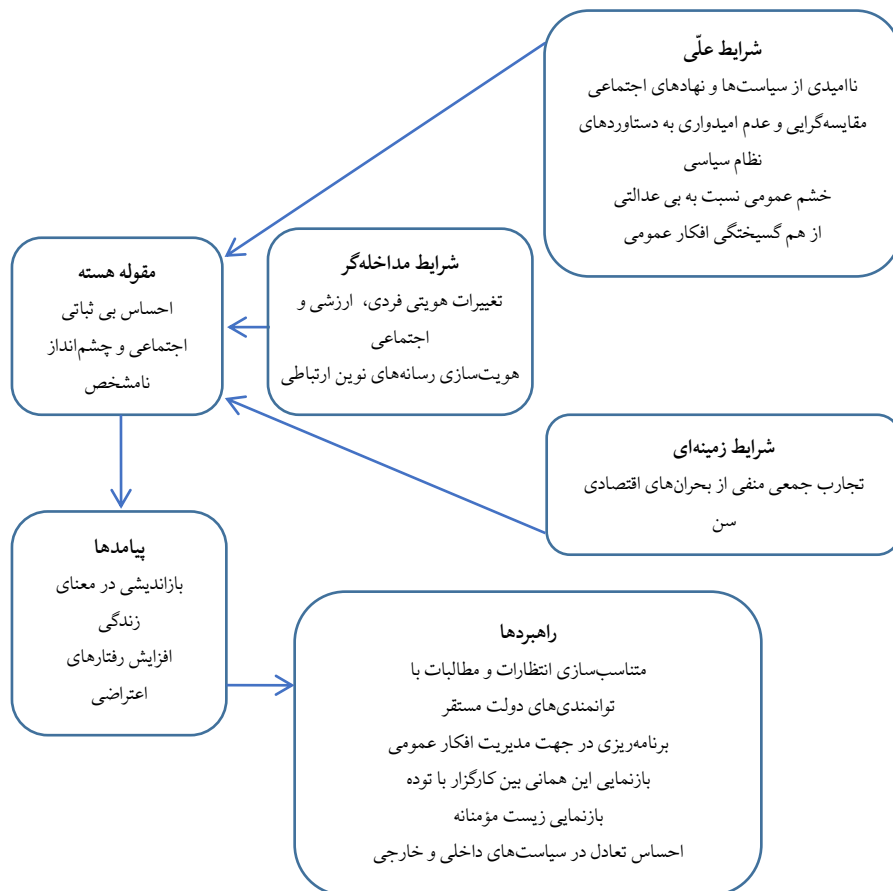 شرایط علّی
ناامیدی از سیاست‌ها و نهادهای اجتماعی
مقایسه‌گرایی و عدم امیدواری به دستاوردهای
نظام سیاسی
خشم عمومی نسبت به بی عدالتی
از هم گسیختگی افکار عمومی
شرایط مداخله‌گر
تغییرات هویتی فردی، ارزشی و
اجتماعی
هویت‌سازی رسانه‌های نوین ارتباطی
مقوله هسته
احساس بی ثباتی
اجتماعی و چشم‌انداز
نامشخص
شرایط زمینه‌ای
تجارب جمعی منفی از بحران‌های اقتصادی
سن
پیامدها
بازاندیشی در معنای
زندگی
افزایش رفتارهای
اعتراضی
راهبردها
متناسب‌سازی انتظارات و مطالبات با
توانمندی‌های دولت مستقر
برنامه‌ریزی در جهت مدیریت افکار عمومی
بازنمایی این همانی بین کارگزار با توده
بازنمایی زیست مؤمنانه
احساس تعادل در سیاست‌های داخلی و خارجی